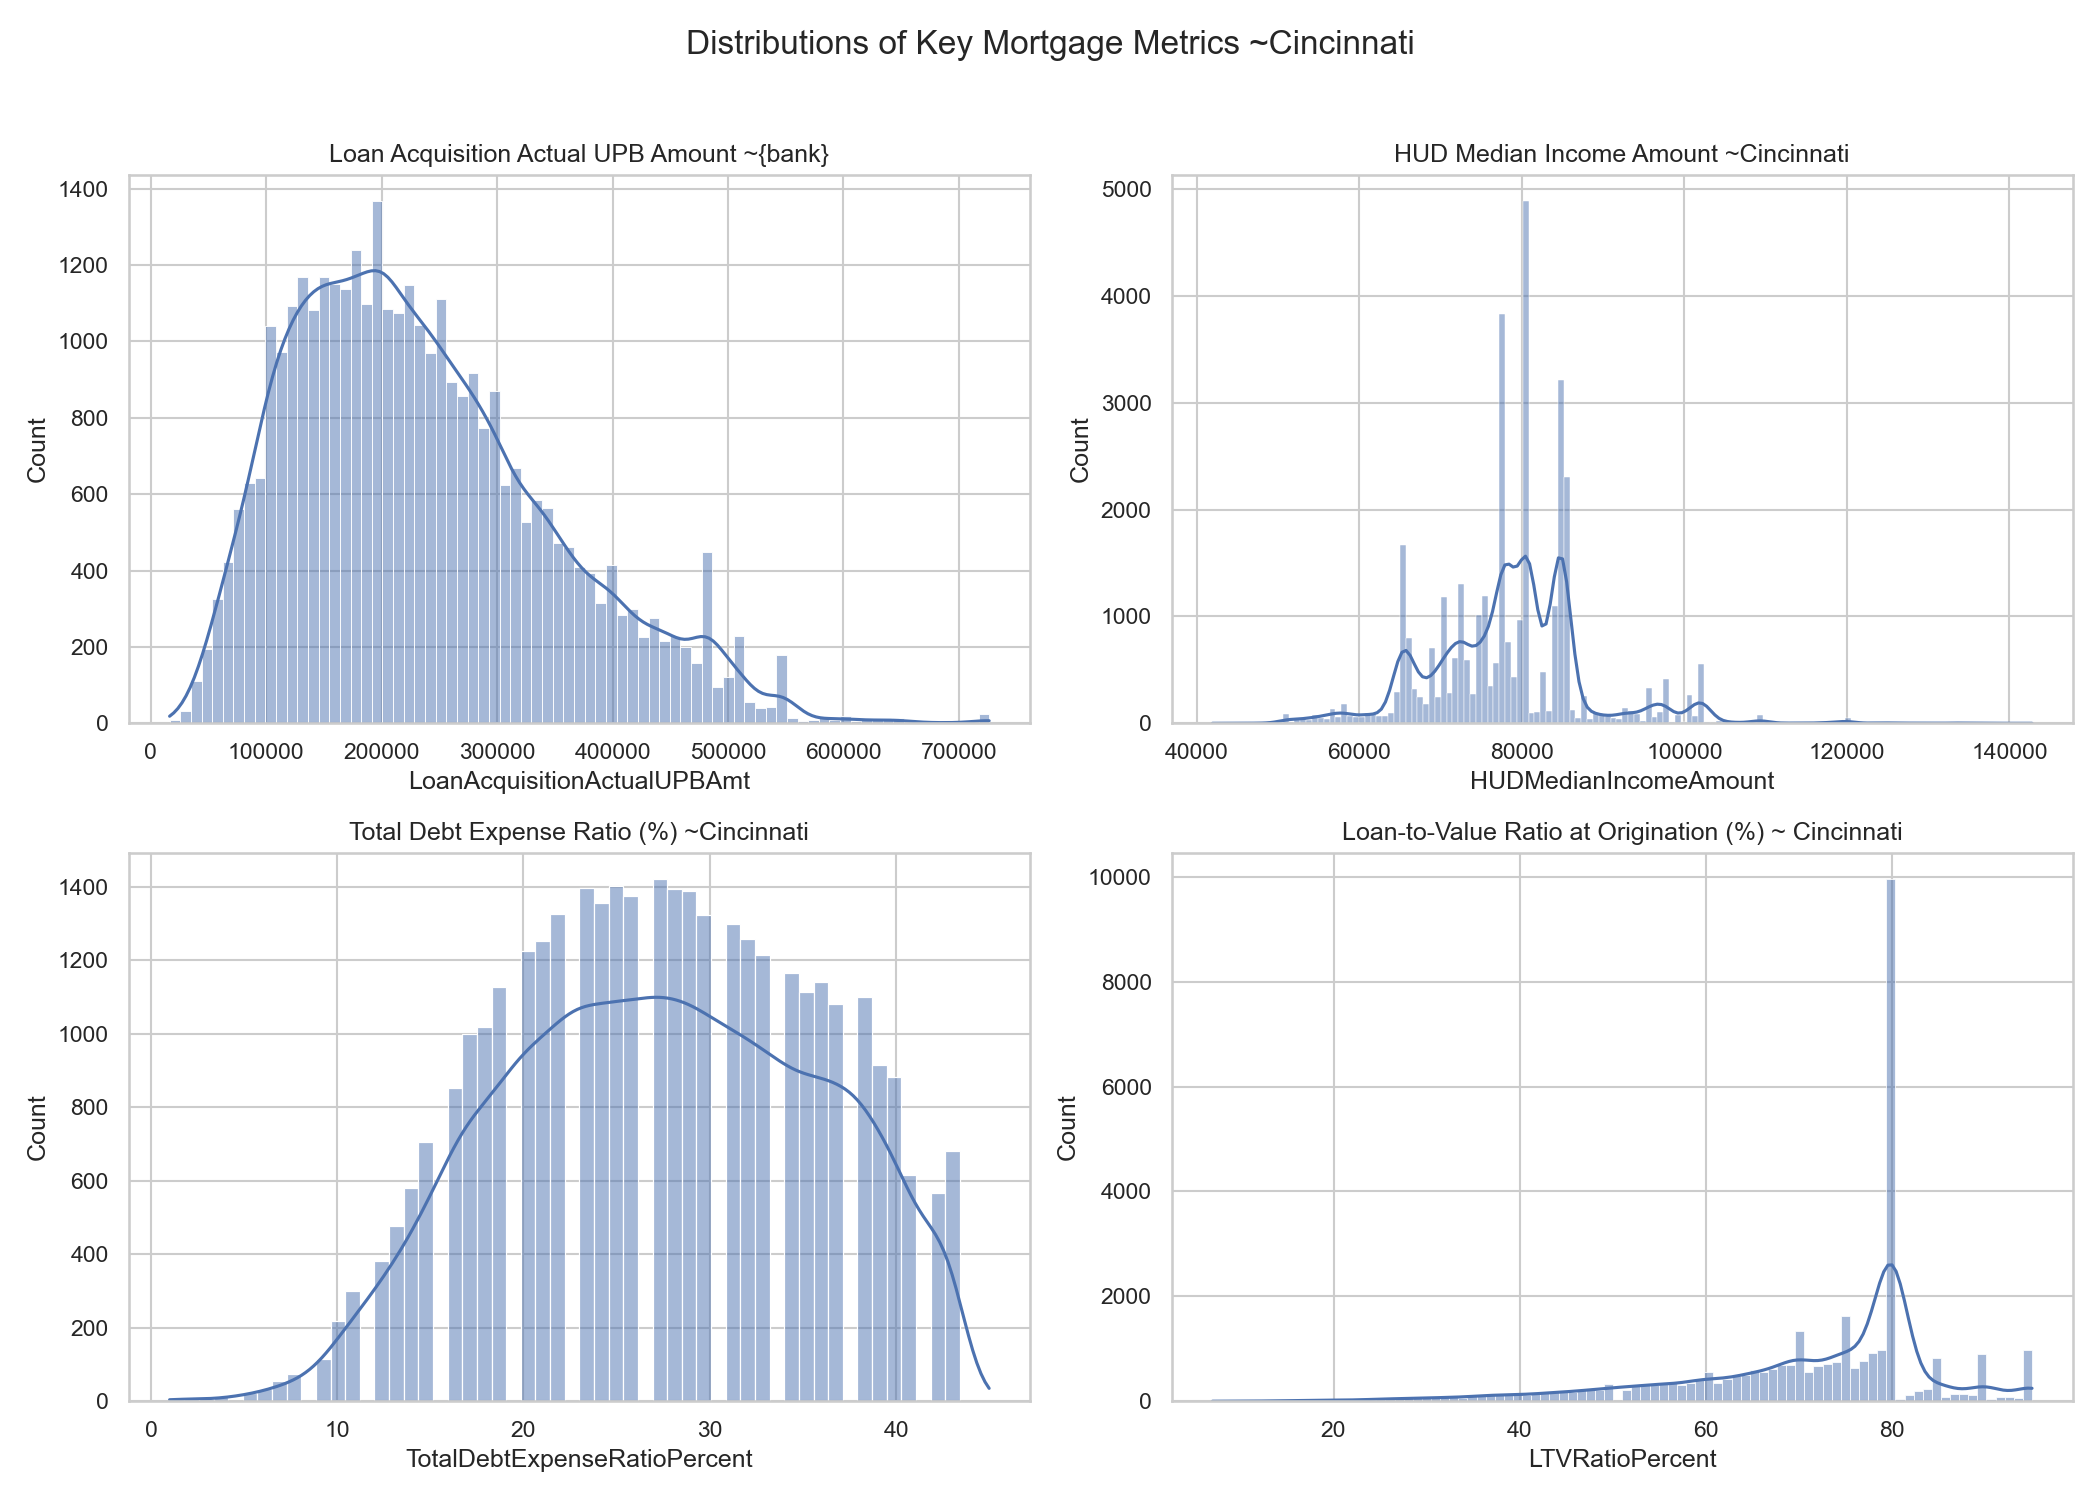 Distributions of Key Mortgage Metrics ~Cincinnati
Loan Acquisition Actual UPB Amount ~{bank}
1400
1200
1000
800
600
400
200
0
Count
0 100000 200000 300000 400000 500000 600000 700000
LoanAcquisitionActualUPBAmt
HUD Median Income Amount ~Cincinnati
5000
4000
3000
2000
1000
0
Count
40000 60000 80000 100000 120000 140000
HUDMedianIncomeAmount
Total Debt Expense Ratio (%) ~Cincinnati
1400
1200
1000
800
600
400
200
0
Count
0 10 20 30 40
TotalDebtExpenseRatioPercent
Loan-to-Value Ratio at Origination (%) ~ Cincinnati
10000
8000
6000
4000
2000
0
Count
20 40 60 80
LTVRatioPercent